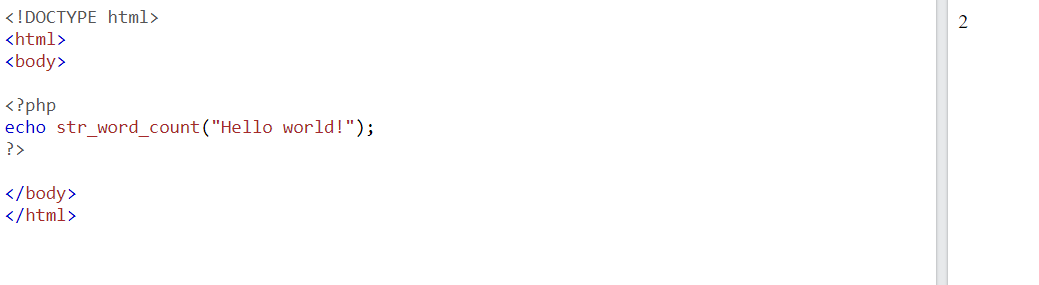 <!DOCTYPE html>
<html>
<body>
<?php
echo str_word_count("Hello world!");
?>
</body>
</html>
2